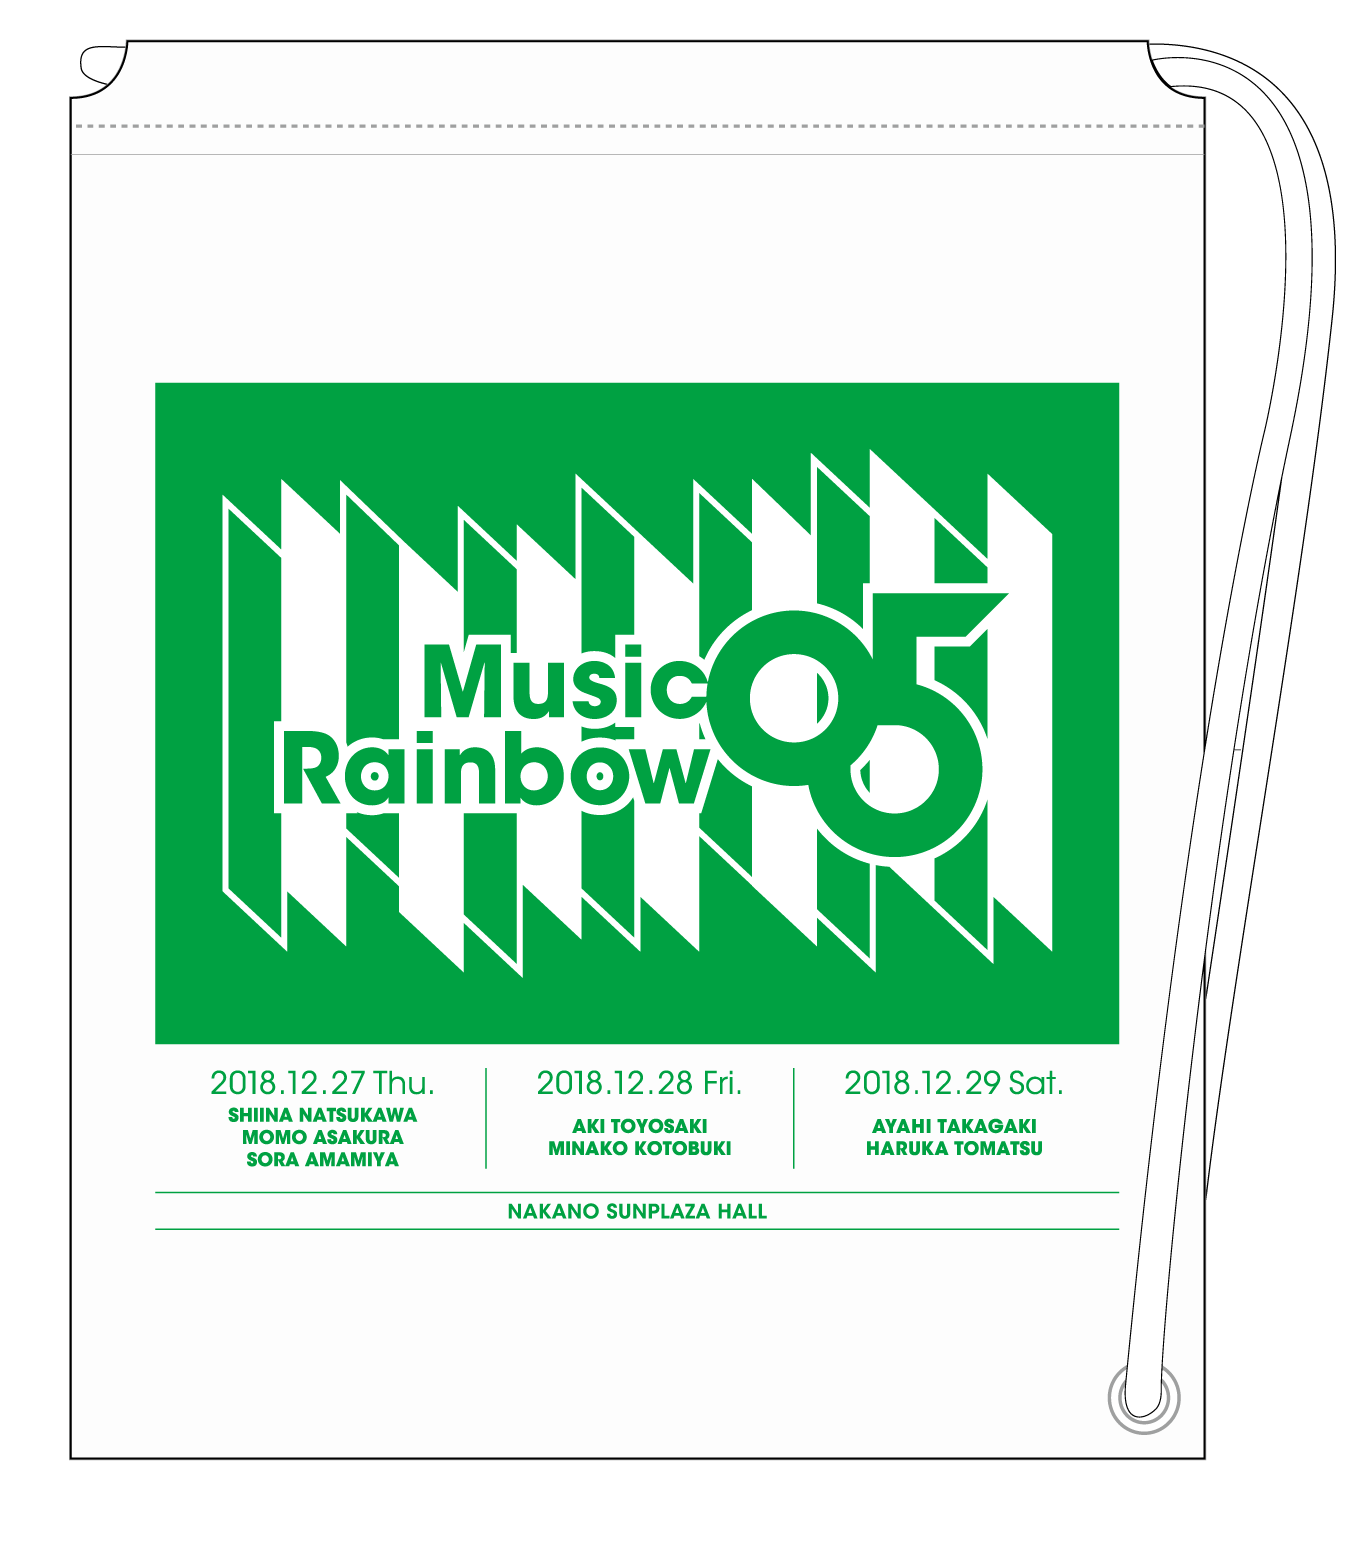 Music
Rainbow 05
2018.12.27 Thu.
SHIINA NATSUKAWA
MOMO ASAKURA
SORA AMAMIYA
2018.12.28 Fri.
AKI TOYOSAKI
MINAKO KOTOBUKI
2018.12.29 Sat.
AYAHI TAKAGAKI
HARUKA TOMATSU
NAKANO SUNPLAZA HALL